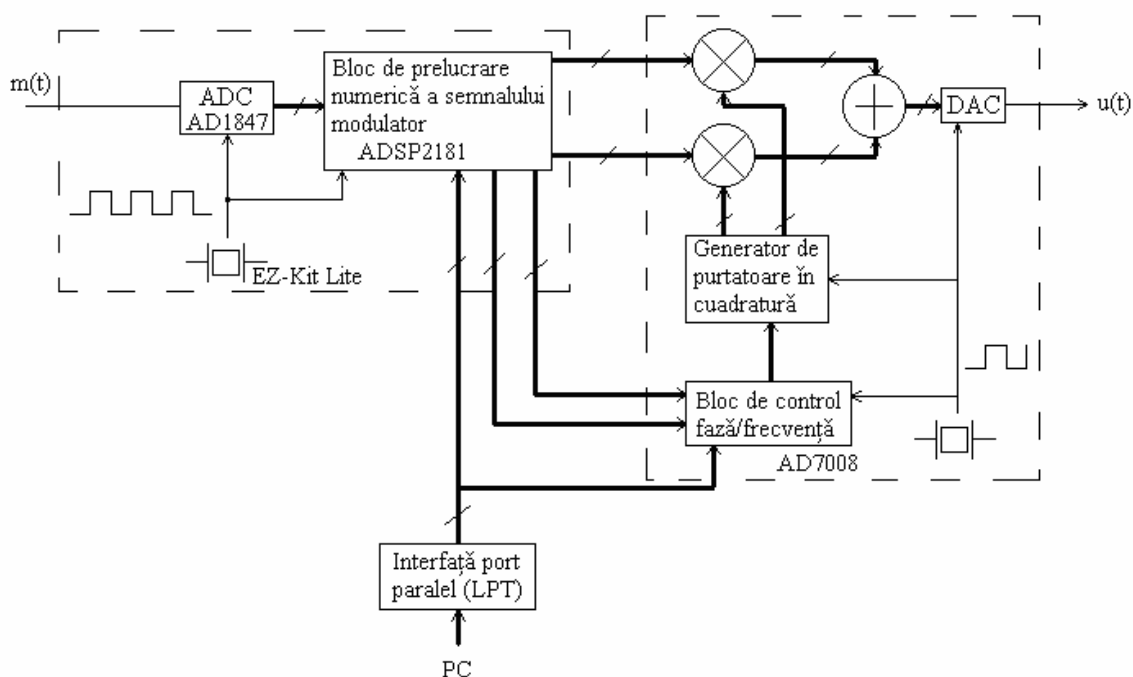 m(t)
ADC
AD1847
Bloc de prelucrare
numerică a semnalului
modulator
ADSP2181
DAC
u(t)
EZ-Kit Lite
Generator de
purtatoare în
cuadratură
Bloc de control
fază/frecvență
AD7008
Interfață port
paralel (LPT)
PC